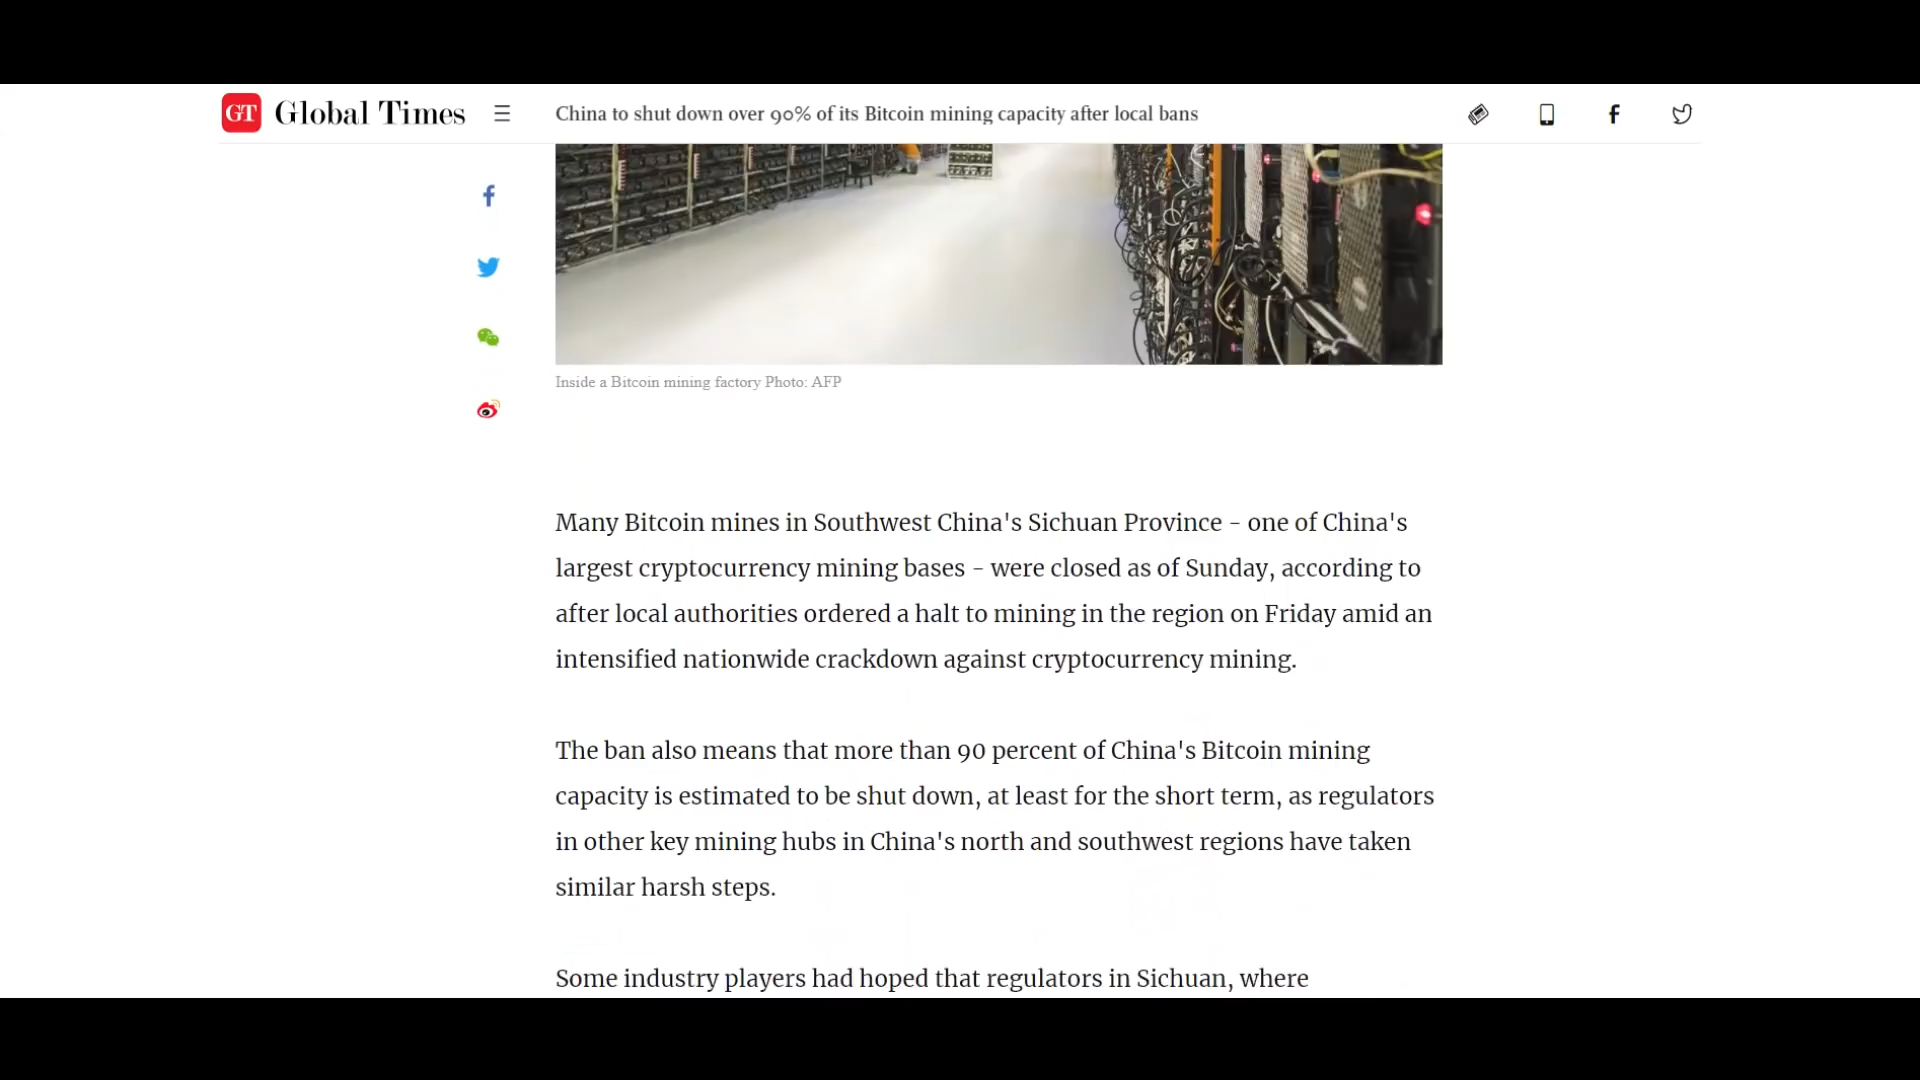 GT Global Times
China to shut down over 90% of its Bitcoin mining capacity after local bans
Inside a Bitcoin mining factory Photo: AFP
Many Bitcoin mines in Southwest China's Sichuan Province - one of China's
largest cryptocurrency mining bases - were closed as of Sunday, according to
after local authorities ordered a halt to mining in the region on Friday amid an
intensified nationwide crackdown against cryptocurrency mining.
The ban also means that more than 90 percent of China's Bitcoin mining
capacity is estimated to be shut down, at least for the short term, as regulators
in other key mining hubs in China's north and southwest regions have taken
similar harsh steps.
Some industry players had hoped that regulators in Sichuan, where